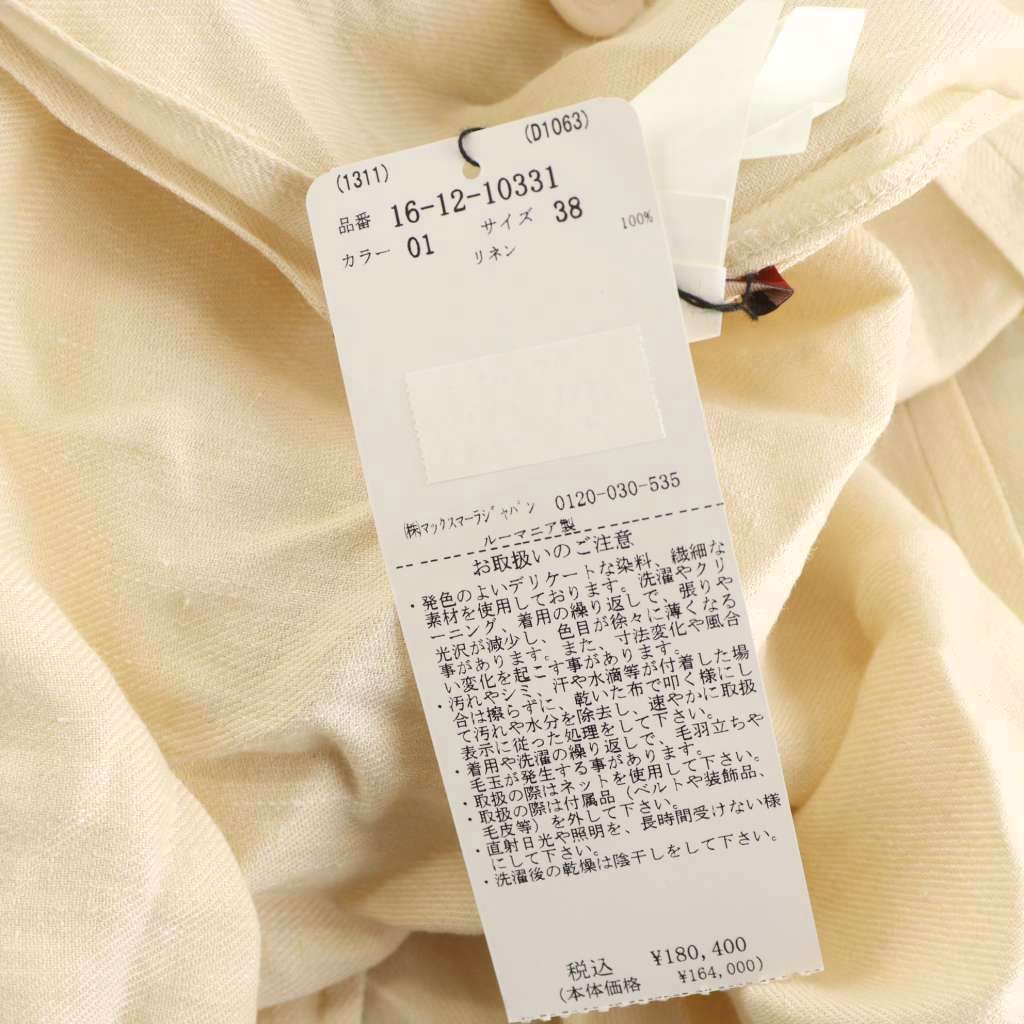 (1311) (D1063)
品番 16-12-10331
カラー 01 サイズ 38
リネン 100%
㈱マックスマーラジャパン 0120-030-535
ルーマニア製
お取扱いのご注意
・発色のよいデリケートな染料、繊細な
素材を使用しております。洗濯やクリ
ーニング、着用の繰り返しで、張りや
光沢が減少し、色目が徐々に薄くなる
事があります。また、寸法変化や風合
い変化を起こす事があります。
・汚れやシミ、汗や水滴等が付着した場
合は擦らずに、乾いた布で叩く様にし
て汚れや水分を除去し、速やかに取扱
表示に従った処理をして下さい。
・着用や洗濯の繰り返しで、毛羽立ちや
毛玉が発生する事があります。
・取扱の際はネットを使用して下さい。
・取扱の際は付属品（ベルトや装飾品、
毛皮等）を外して下さい。
・直射日光や照明を、長時間受けない様
にして下さい。
・洗濯後の乾燥は陰干しをして下さい。
税込 ¥180,400
(本体価格 ¥164,000)